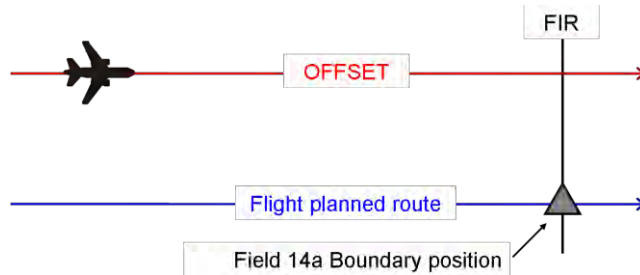 FIR
OFFSET
Flight planned route
Field 14a Boundary position